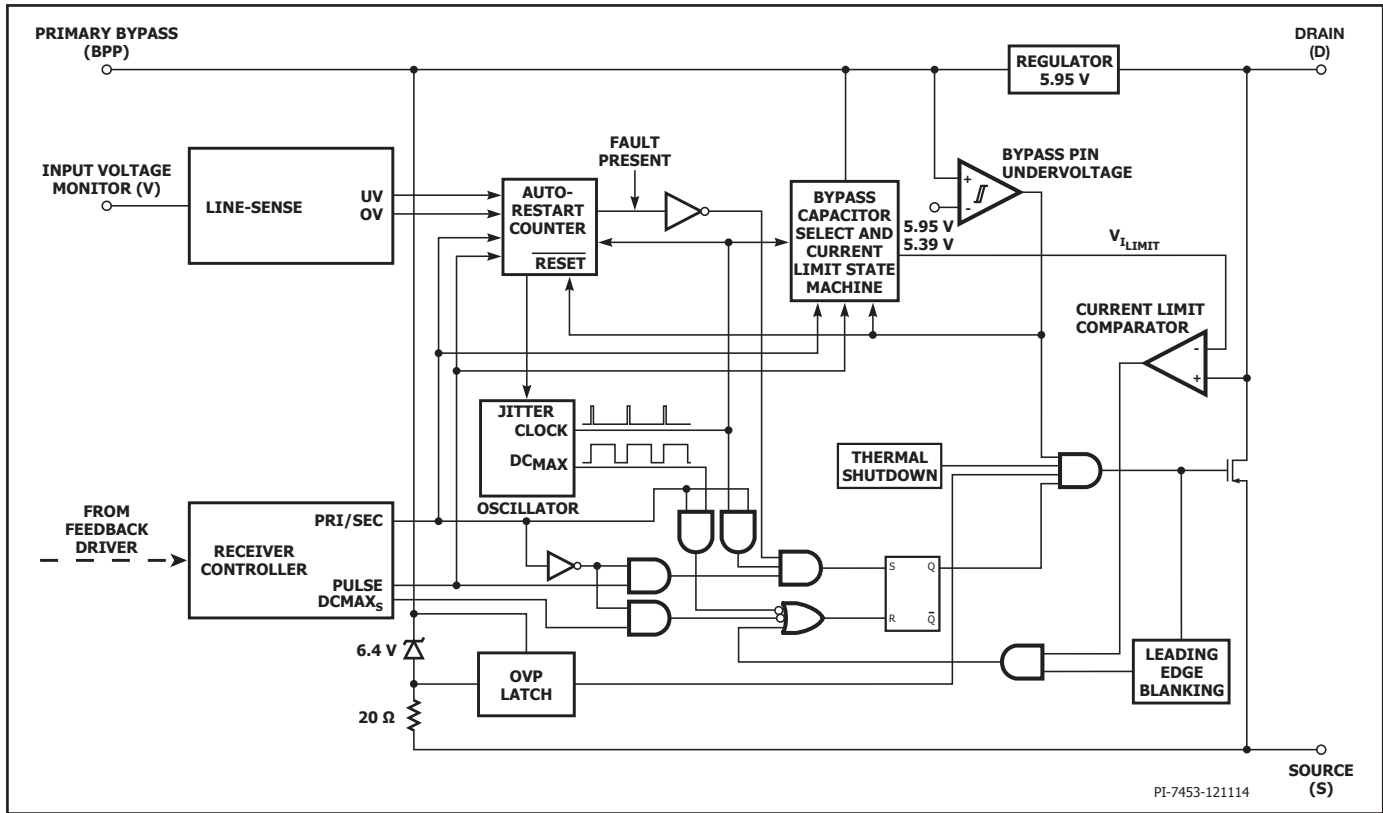 PRIMARY BYPASS
(BPP)
DRAIN
(D)
REGULATOR
5.95 V
INPUT VOLTAGE
MONITOR (V)
LINE-SENSE
UV
OV
AUTO-
RESTART
COUNTER
RESET
FAULT
PRESENT
BYPASS
CAPACITOR
SELECT AND
CURRENT
LIMIT STATE
MACHINE
+
-
5.95 V
5.39 V
BYPASS PIN
UNDERVOLTAGE
VILIMIT
CURRENT LIMIT
COMPARATOR
-
+
JITTER
CLOCK
DCMAX
OSCILLATOR
THERMAL
SHUTDOWN
FROM
FEEDBACK
DRIVER
RECEIVER
CONTROLLER
PRI/SEC
PULSE
DCMAXS
S Q
R Q̅
6.4 V
20 Ω
OVP
LATCH
LEADING
EDGE
BLANKING
SOURCE
(S)
PI-7453-121114